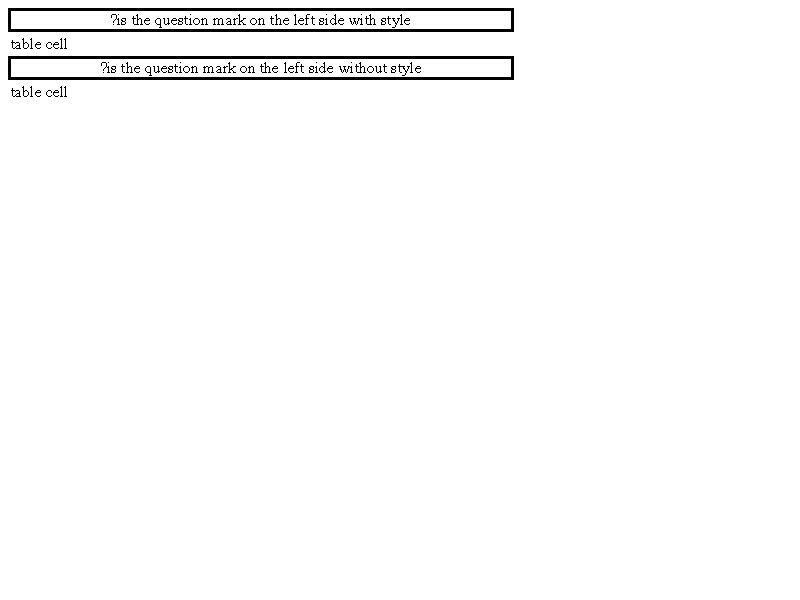 ?is the question mark on the left side with style
table cell
?is the question mark on the left side without style
table cell